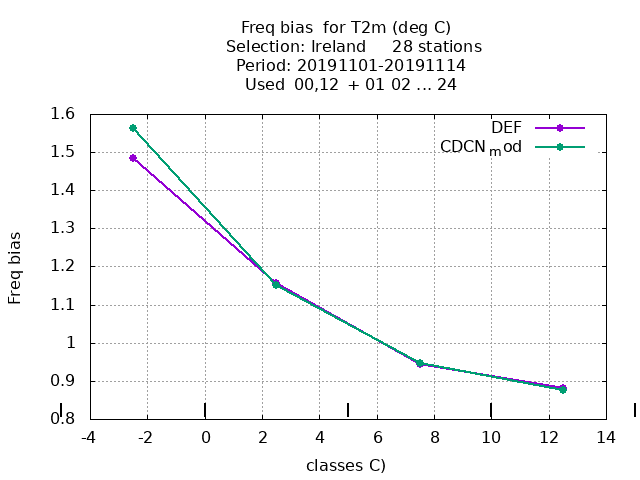 Freq bias  for T2m (deg C)
Selection: Ireland     28 stations
Period: 20191101-20191114
Used  00,12  + 01 02 ... 24
DEF
CDCNmod
1.6
1.5
1.4
1.3
1.2
1.1
1
0.9
0.8
Freq bias
-4 -2 0 2 4 6 8 10 12 14
classes C)